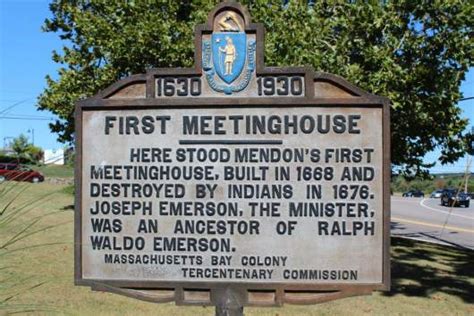 1630 1930
FIRST MEETINGHOUSE
HERE STOOD MENDON'S FIRST
MEETINGHOUSE, BUILT IN 1668 AND
DESTROYED BY INDIANS IN 1676.
JOSEPH EMERSON, THE MINISTER,
WAS AN ANCESTOR OF RALPH
WALDO EMERSON.
MASSACHUSETTS BAY COLONY
TERCENTENARY COMMISSION